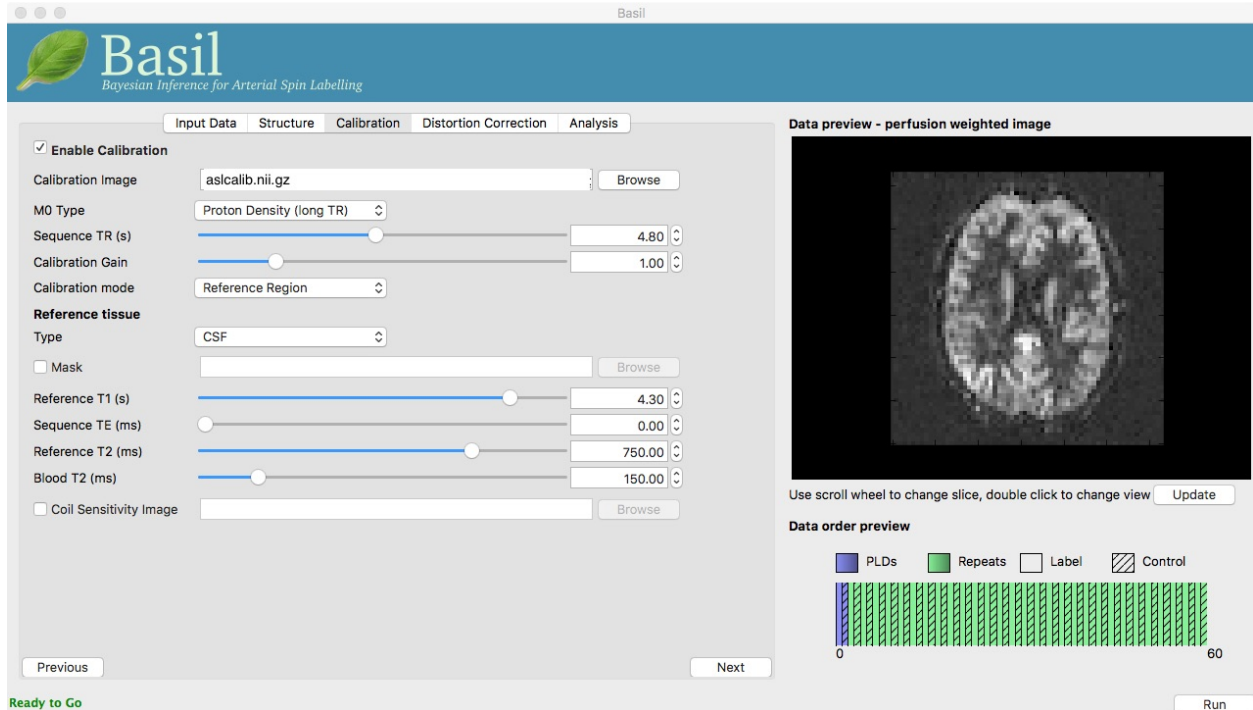 Basil
Basil
Bayesian Inference for Arterial Spin Labelling
Input Data Structure Calibration Distortion Correction Analysis
Enable Calibration
Calibration Image aslcalib.nii.gz Browse
M0 Type Proton Density (long TR)
Sequence TR (s) 4.80
Calibration Gain 1.00
Calibration mode Reference Region
Reference tissue
Type CSF
Mask Browse
Reference T1 (s) 4.30
Sequence TE (ms) 0.00
Reference T2 (ms) 750.00
Blood T2 (ms) 150.00
Coil Sensitivity Image Browse
Previous Next
Ready to Go
Data preview - perfusion weighted image
Use scroll wheel to change slice, double click to change view Update
Data order preview
PLDs Repeats Label Control
0 60
Run